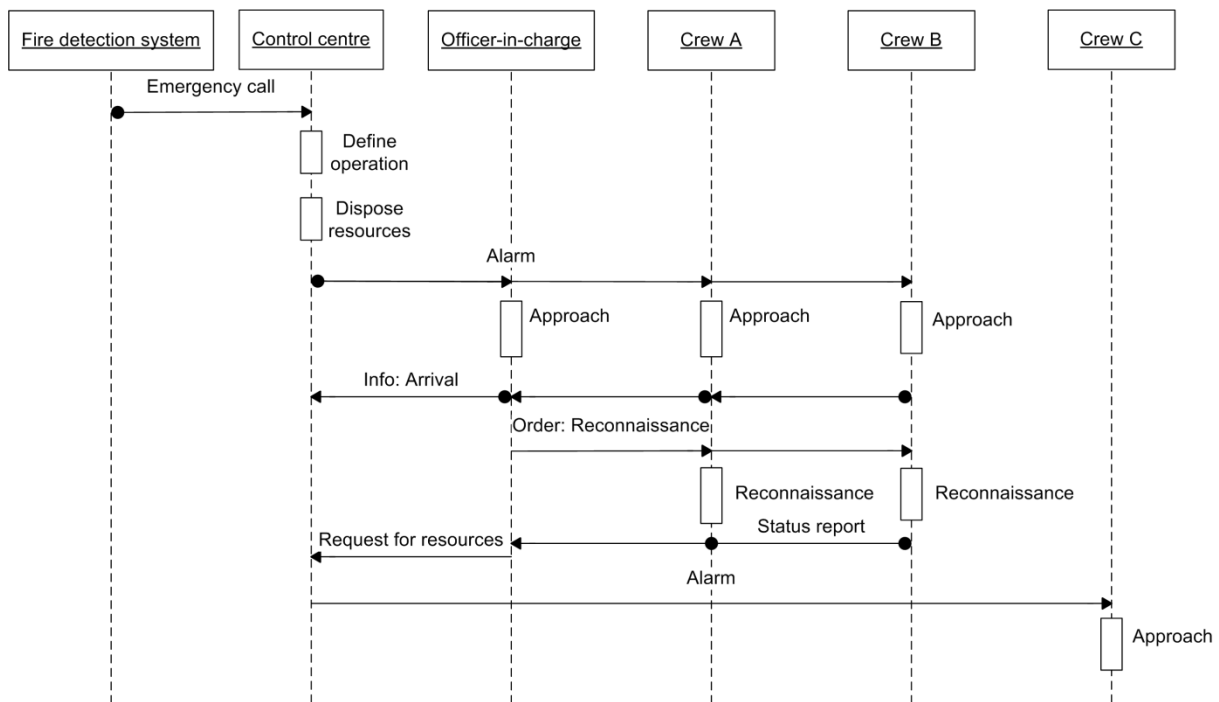 Fire detection system
Control centre
Officer-in-charge
Crew A
Crew B
Crew C
Emergency call
Define
operation
Dispose
resources
Alarm
Approach
Approach
Approach
Info: Arrival
Order: Reconnaissance
Reconnaissance
Reconnaissance
Status report
Request for resources
Alarm
Approach